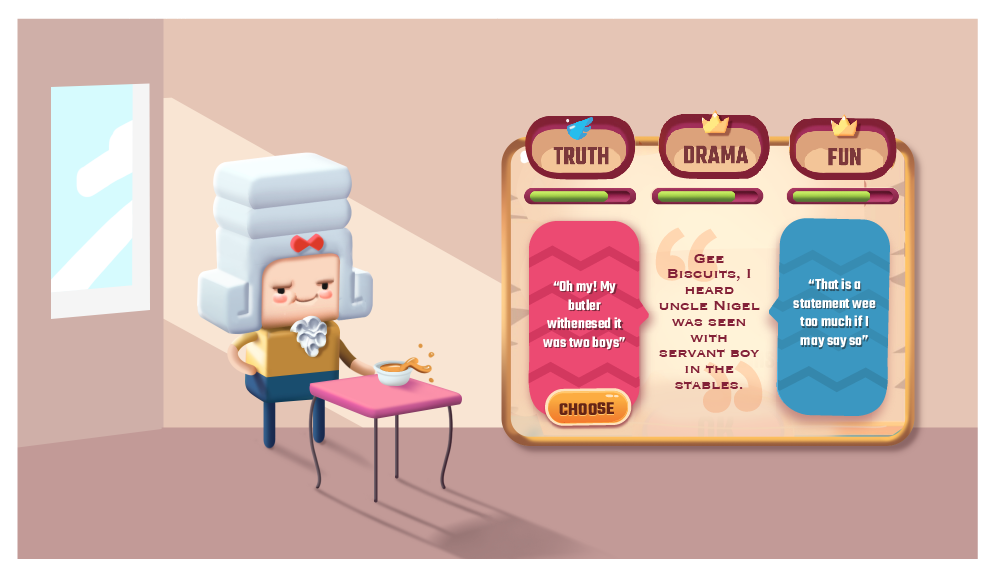 TRUTH
DRAMA
FUN
“Oh my! My
butler
withenesed it
was two boys”
CHOOSE
Gee
Biscuits, I
heard
uncle Nigel
was seen
with
servant boy
in the
stables.
“That is a
statement wee
too much if I
may say so”